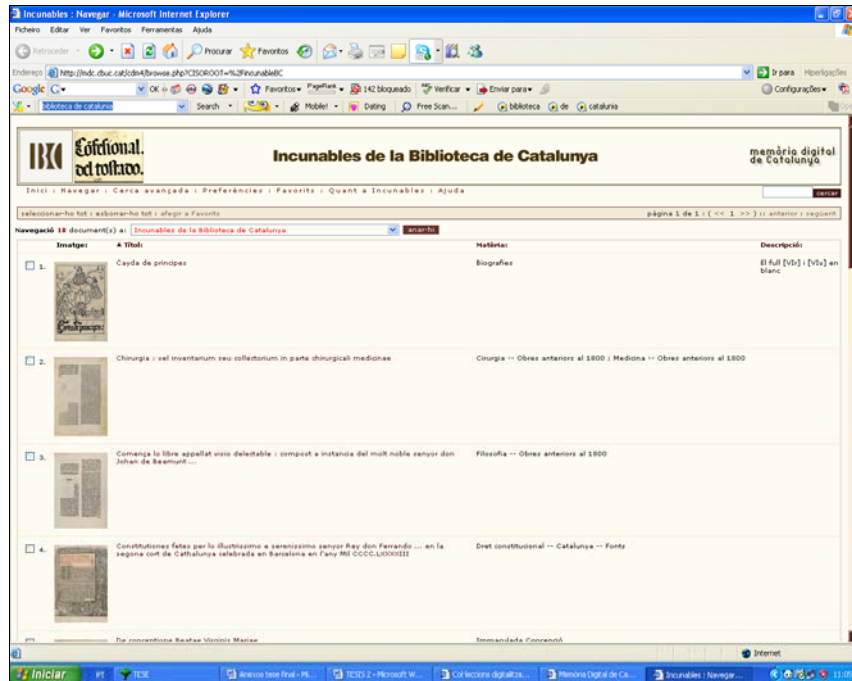 Incunables : Navegar - Microsoft Internet Explorer
Ficheiro Editar Ver Favoritos Ferramentas Ajuda
Retroceder Procurar Favoritos
Endereço http://mdc.cbuc.cat/cdm4/browse.php?CISOROOT=%2FincunableBC Ir para Hiperligações
Google G OK Favoritos PageRank 142 bloqueado Verificar Enviar para Configurações
biblioteca de catalunia Search Mobile! Dating Free Scan... biblioteca de catalunia
Confessional.
del tostado.
Incunables de la Biblioteca de Catalunya
memòria digital
de Catalunya
Inici : Navegar : Cerca avançada : Preferències : Favorits : Quant a Incunables : Ajuda
cercar
seleccionar-ho tot : esborrar-ho tot : afegir a Favorits pàgina 1 de 1 : ( << 1 >> ) :: anterior : següent
Navegació 18 document(s) a: Incunables de la Biblioteca de Catalunya anar-hi
Imatge: Títol: Matèria: Descripció:
1. Cayda de principes Biografies El full [VIr] i [VIv] en
blanc
2. Chirurgia : vel inventarium seu collectorium in parte chirurgicali medicinae Cirurgia -- Obres anteriors al 1800 ; Medicina -- Obres anteriors al 1800
3. Comença lo libre appellat visio delectable : compost a instancia del molt noble senyor don Filosofia -- Obres anteriors al 1800
Johan de Beamunt ...
4. Constitutiones fetes per lo illustrissimo e serenissimo senyor Rey don Ferrando ... en la Dret constitucional -- Catalunya -- Fonts
segona cort de Cathalunya celebrada en Barcelona en l'any Mil CCCC.LXXXXIII
De conceptione Beatae Virginis Mariae Immaculada Concepció
Internet
Iniciar PT TESE Anexos tese final - Mi... TESIS 2 - Microsoft W... Col·leccions digitalitza... Memòria Digital de Ca... Incunables : Navegar... 11:05